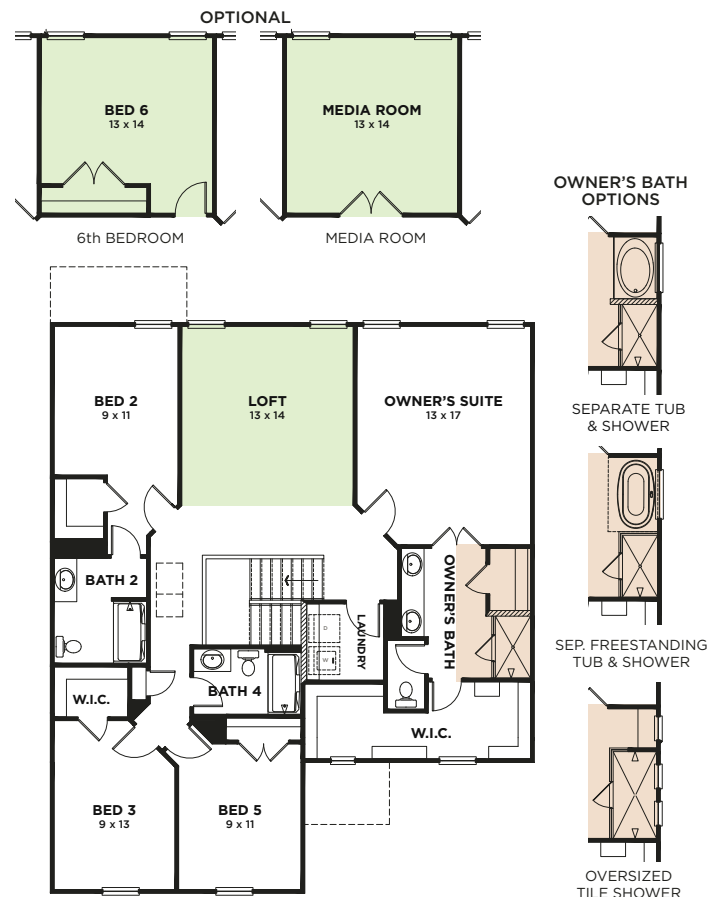 OPTIONAL
BED 6
13 x 14
MEDIA ROOM
13 x 14
6th BEDROOM
MEDIA ROOM
OWNER'S BATH
OPTIONS
SEPARATE TUB
& SHOWER
SEP. FREESTANDING
TUB & SHOWER
OVERSIZED
TILE SHOWER
BED 2
9 x 11
LOFT
13 x 14
OWNER'S SUITE
13 x 17
BATH 2
OWNER'S BATH
LAUNDRY
D
W
W.I.C.
BATH 4
W.I.C.
BED 3
9 x 13
BED 5
9 x 11